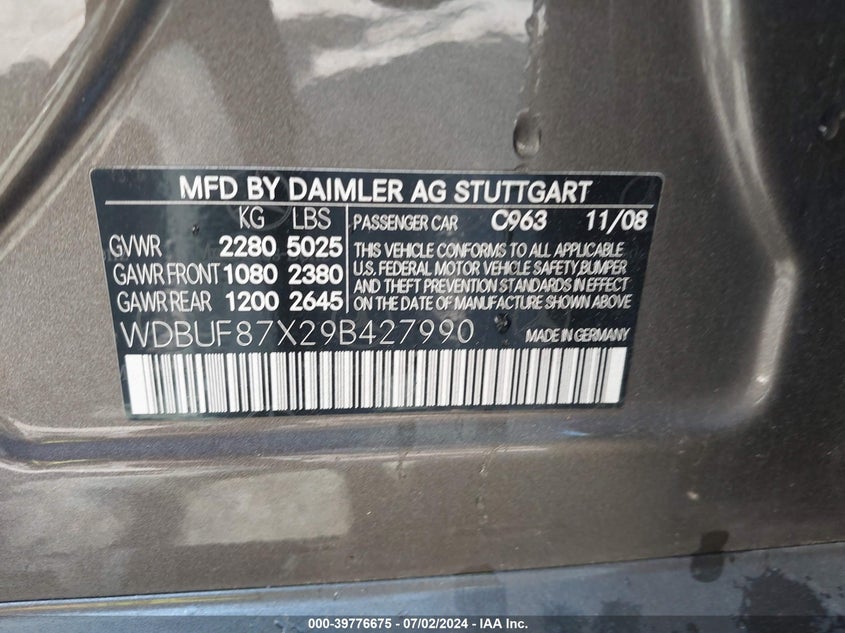 MFD BY DAIMLER AG STUTTGART
KG LBS PASSENGER CAR C963 11/08
GVWR 2280 5025
GAWR FRONT 1080 2380
GAWR REAR 1200 2645
THIS VEHICLE CONFORMS TO ALL APPLICABLE
U.S. FEDERAL MOTOR VEHICLE SAFETY, BUMPER
AND THEFT PREVENTION STANDARDS IN EFFECT
ON THE DATE OF MANUFACTURE SHOWN ABOVE
WDBUF87X29B427990 MADE IN GERMANY
000-39776675 - 07/02/2024 - IAA Inc.